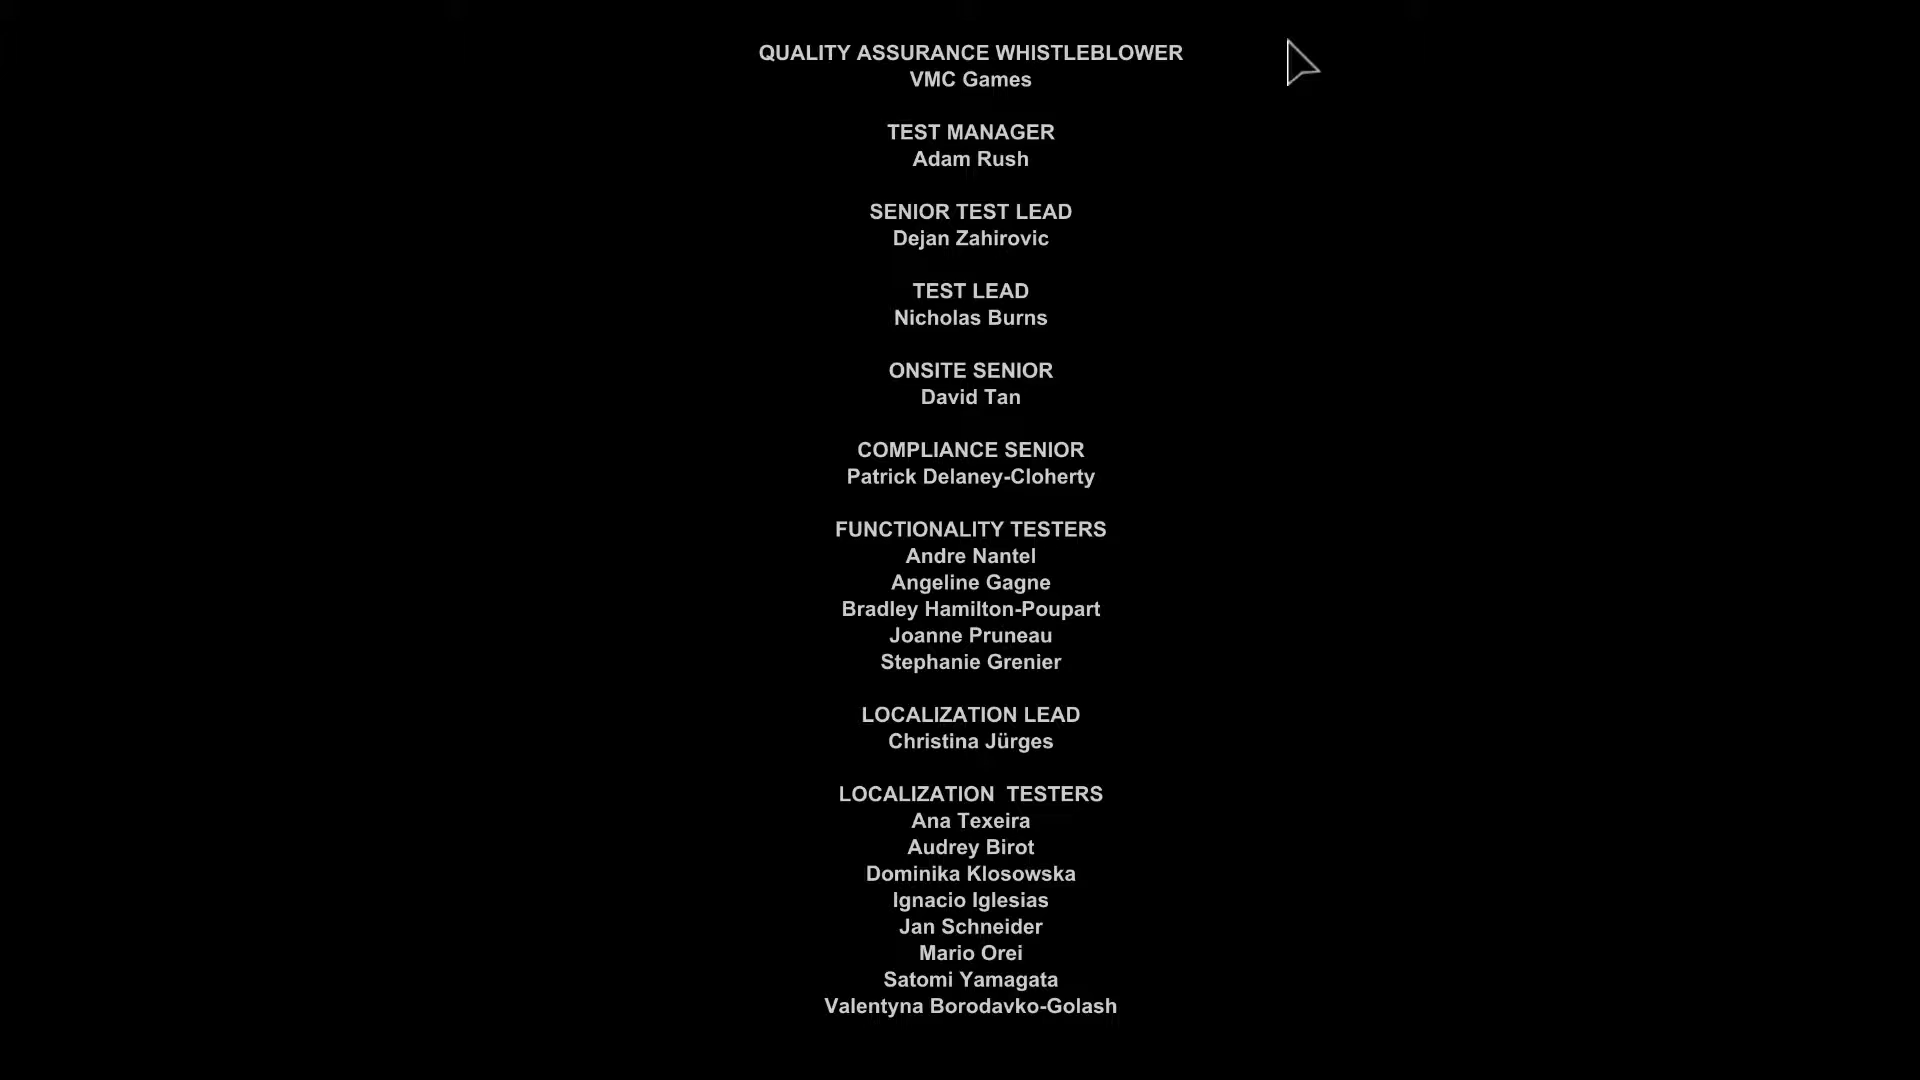 QUALITY ASSURANCE WHISTLEBLOWER
VMC Games
TEST MANAGER
Adam Rush
SENIOR TEST LEAD
Dejan Zahirovic
TEST LEAD
Nicholas Burns
ONSITE SENIOR
David Tan
COMPLIANCE SENIOR
Patrick Delaney-Cloherty
FUNCTIONALITY TESTERS
Andre Nantel
Angeline Gagne
Bradley Hamilton-Poupart
Joanne Pruneau
Stephanie Grenier
LOCALIZATION LEAD
Christina Jürges
LOCALIZATION  TESTERS
Ana Texeira
Audrey Birot
Dominika Klosowska
Ignacio Iglesias
Jan Schneider
Mario Orei
Satomi Yamagata
Valentyna Borodavko-Golash